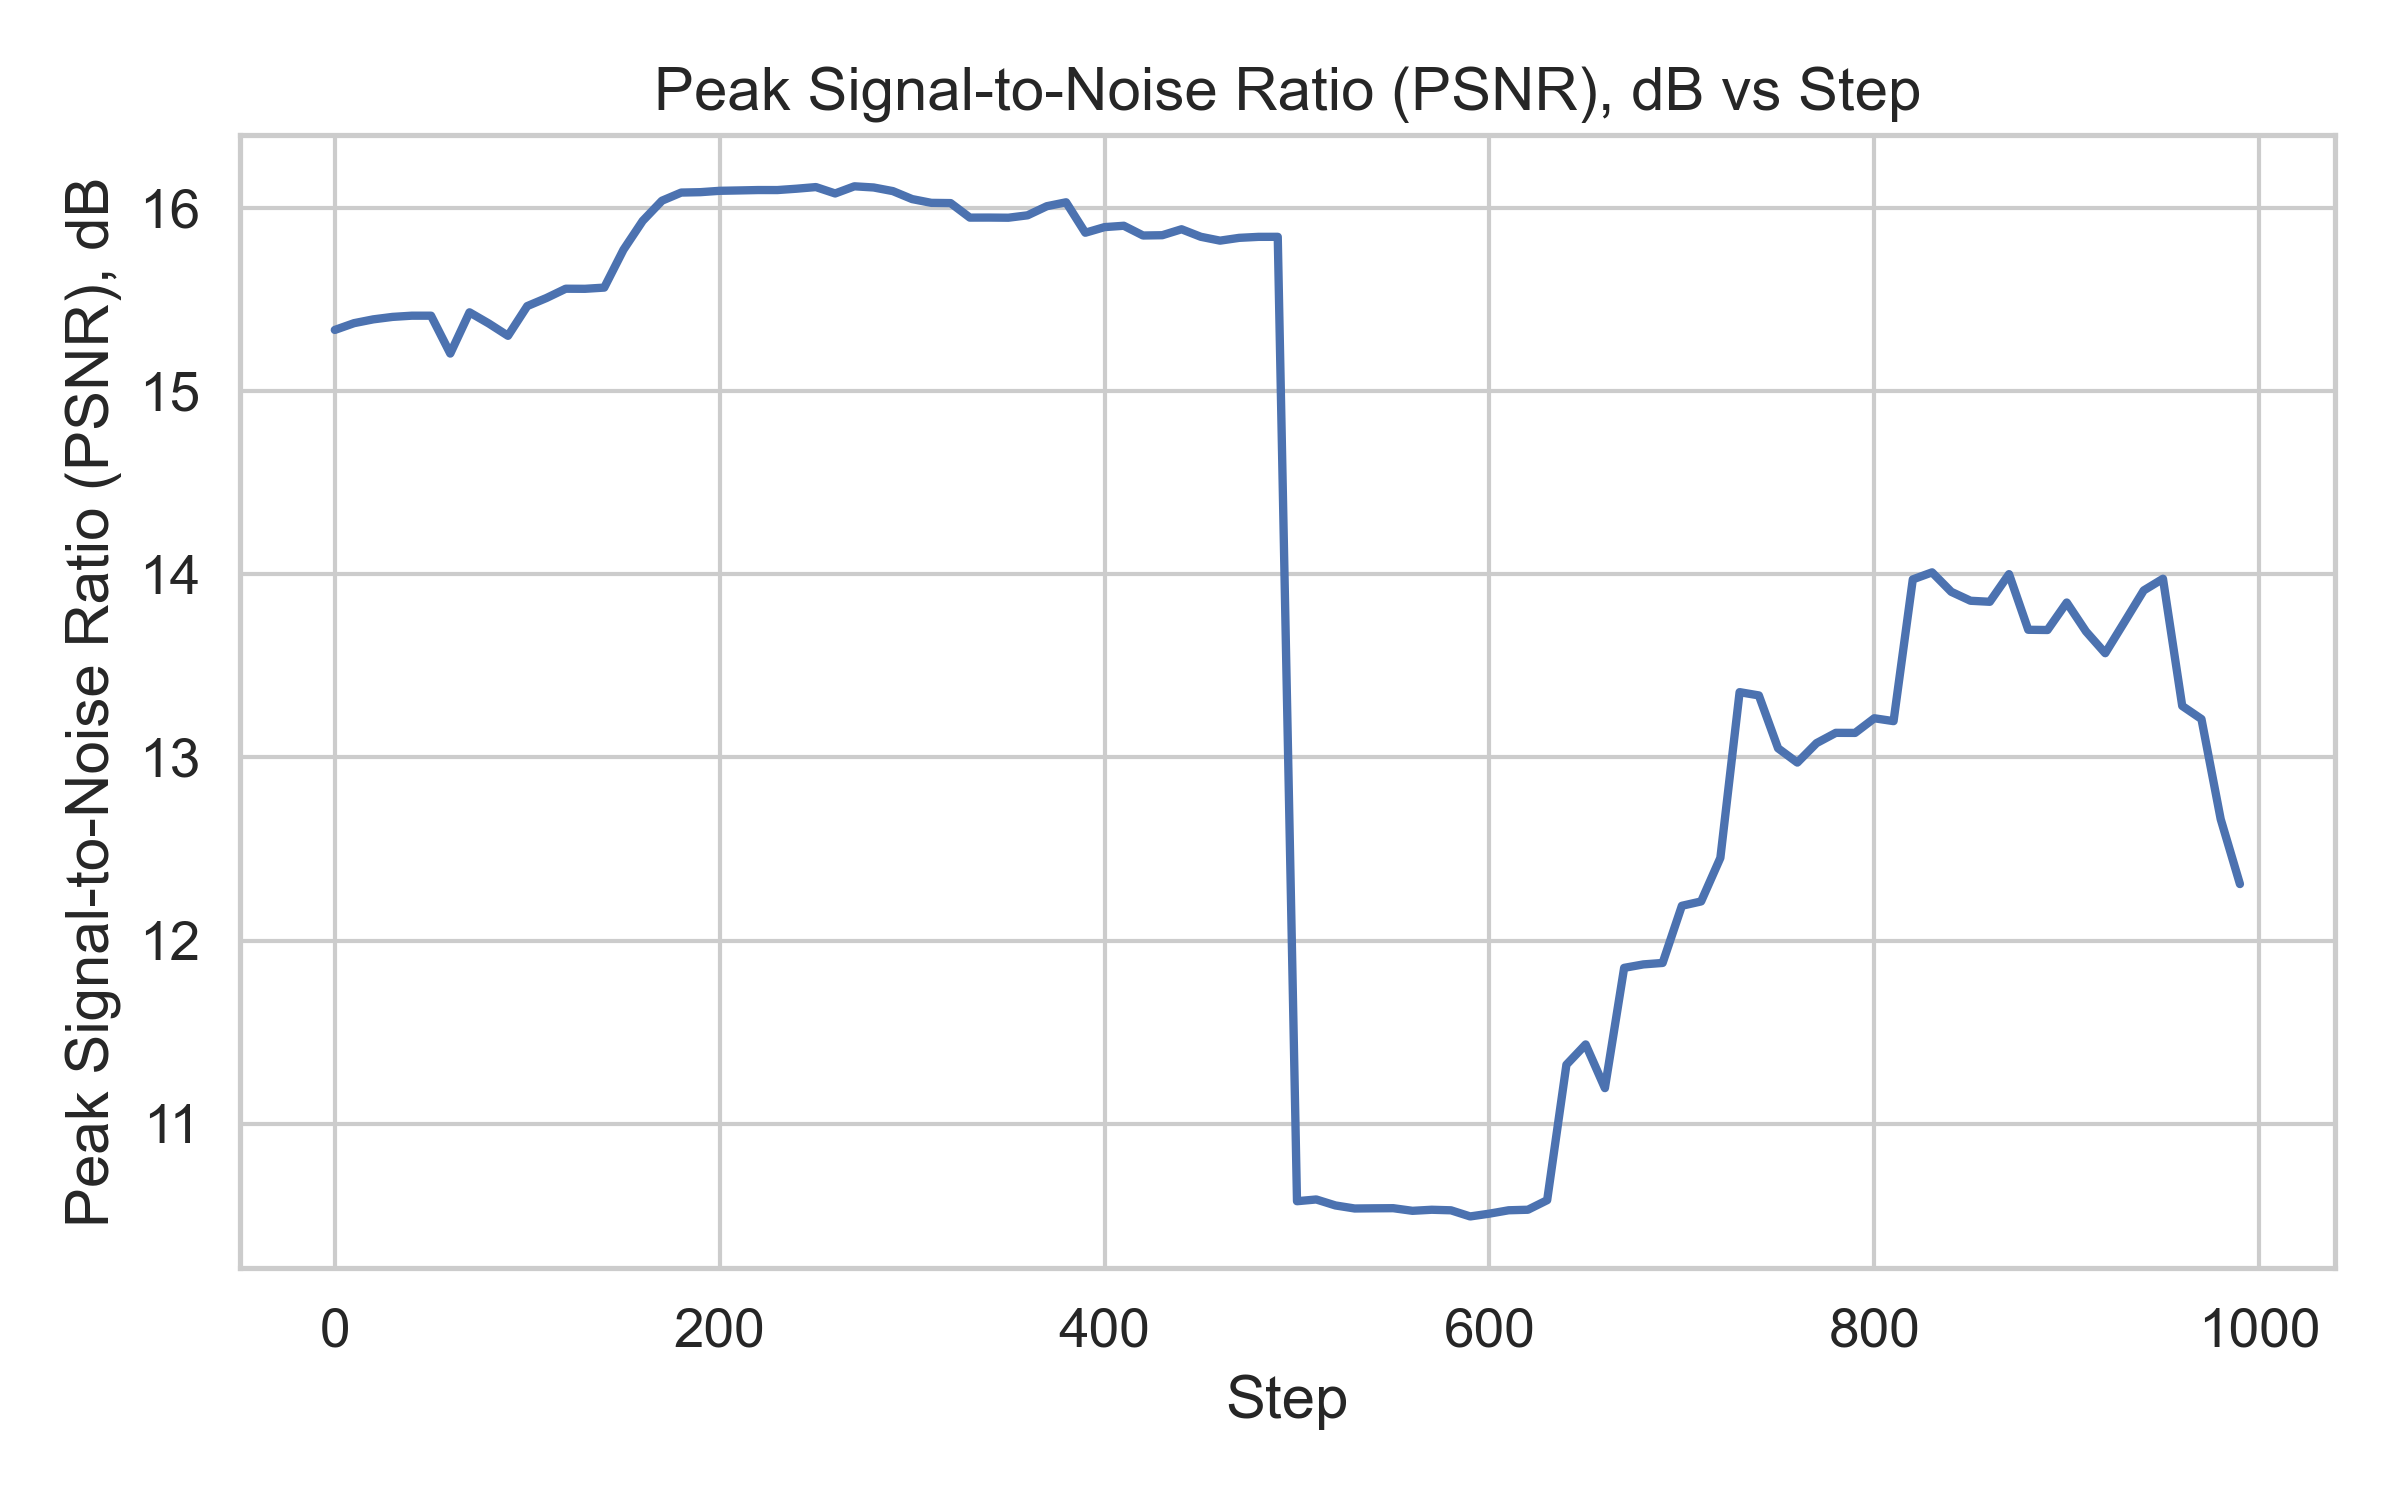 Peak Signal-to-Noise Ratio (PSNR), dB vs Step
Peak Signal-to-Noise Ratio (PSNR), dB
16
15
14
13
12
11
0 200 400 600 800 1000
Step